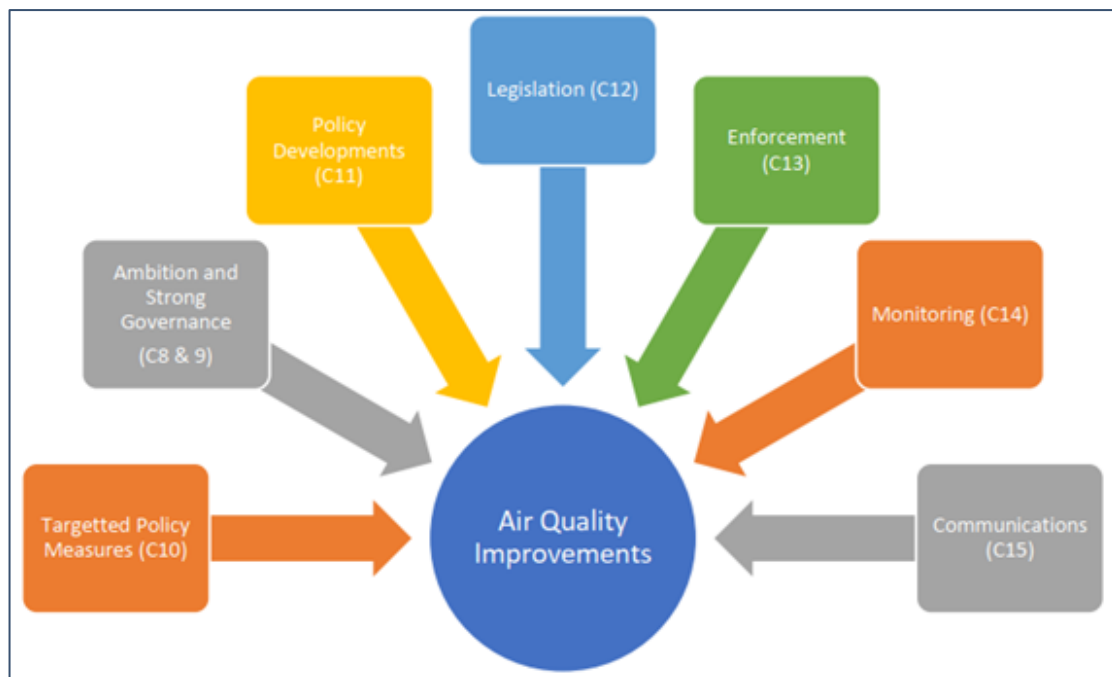 Legislation (C12)
Policy
Developments
(C11)
Enforcement
(C13)
Ambition and
Strong
Governance
(C8 & 9)
Monitoring (C14)
Targetted Policy
Measures (C10)
Air Quality
Improvements
Communications
(C15)